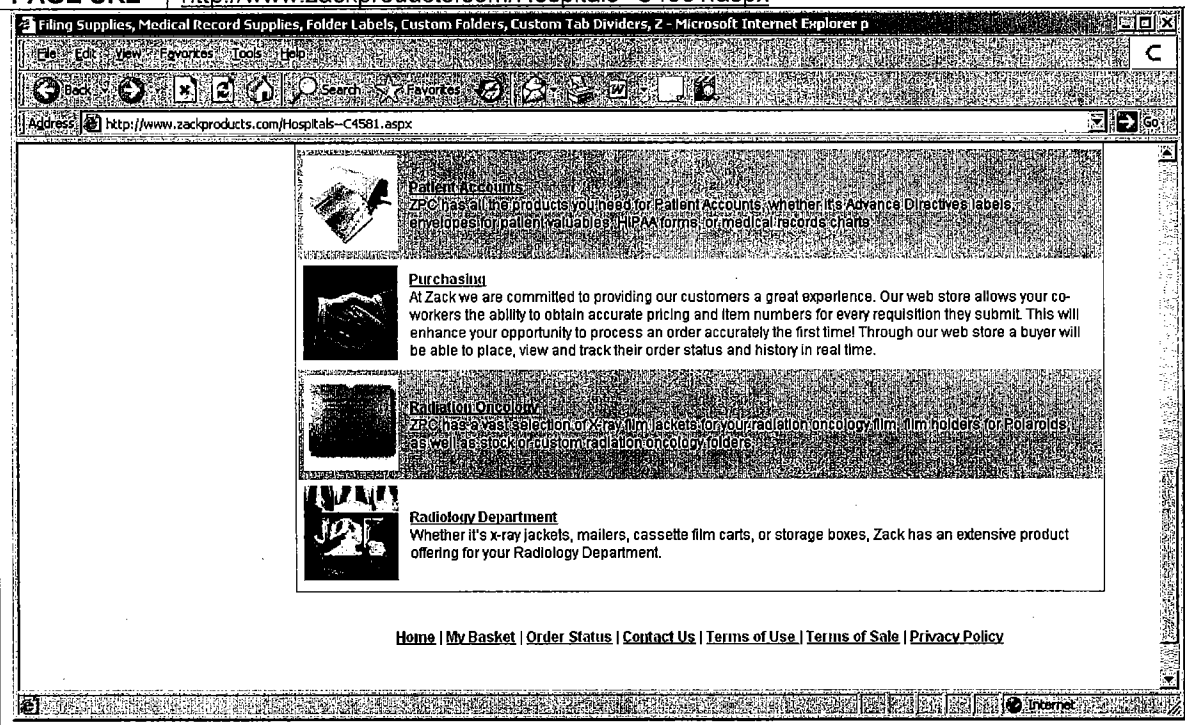 PAGE URL http://www.zackproducts.com/Hospitals--C4581.aspx
Filing Supplies, Medical Record Supplies, Folder Labels, Custom Folders, Custom Tab Dividers, Z - Microsoft Internet Explorer p
File Edit View Favorites Tools Help
Back Search Favorites
Address http://www.zackproducts.com/Hospitals--C4581.aspx Go
Patient Accounts
ZPC has all the products you need for Patient Accounts, whether it's Advance Directives labels,
envelopes for patient valuables, HIPAA forms, or medical records charts.
Purchasing
At Zack we are committed to providing our customers a great experience. Our web store allows your co-
workers the ability to obtain accurate pricing and item numbers for every requisition they submit. This will
enhance your opportunity to process an order accurately the first time! Through our web store a buyer will
be able to place, view and track their order status and history in real time.
Radiation Oncology
ZPC has a vast selection of X-ray film jackets for your radiation oncology film, film holders for Polaroids,
as well as stock or custom radiation oncology folders.
Radiology Department
Whether it's x-ray jackets, mailers, cassette film carts, or storage boxes, Zack has an extensive product
offering for your Radiology Department.
Home | My Basket | Order Status | Contact Us | Terms of Use | Terms of Sale | Privacy Policy
Internet